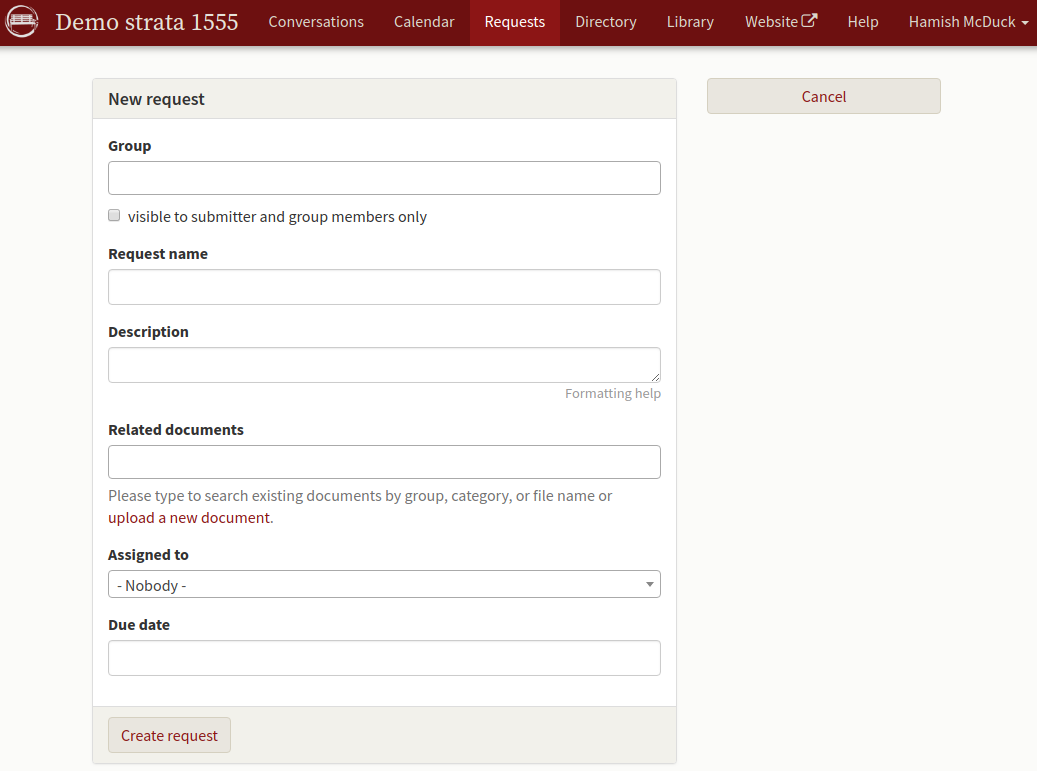 Demo strata 1555 Conversations Calendar Requests Directory Library Website Help Hamish McDuck
New request
Cancel
Group
visible to submitter and group members only
Request name
Description
Formatting help
Related documents
Please type to search existing documents by group, category, or file name or
upload a new document.
Assigned to
- Nobody -
Due date
Create request